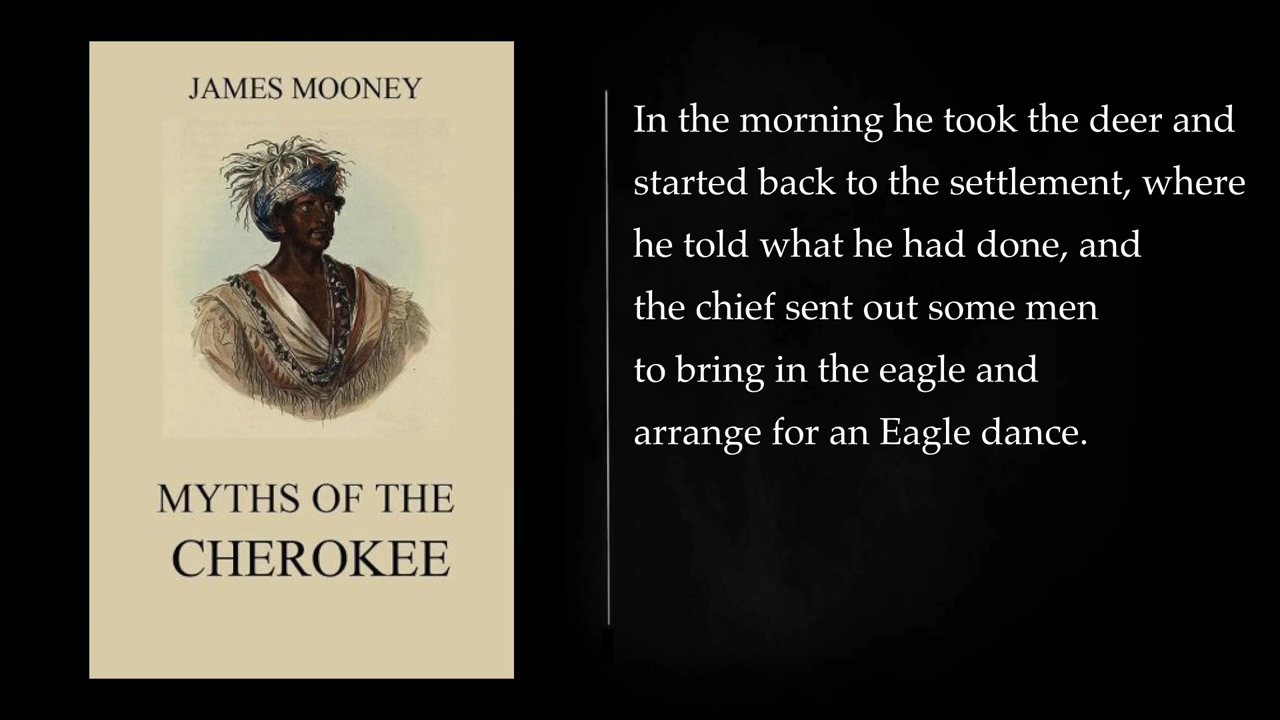 JAMES MOONEY
MYTHS OF THE
CHEROKEE
In the morning he took the deer and
started back to the settlement, where
he told what he had done, and
the chief sent out some men
to bring in the eagle and
arrange for an Eagle dance.